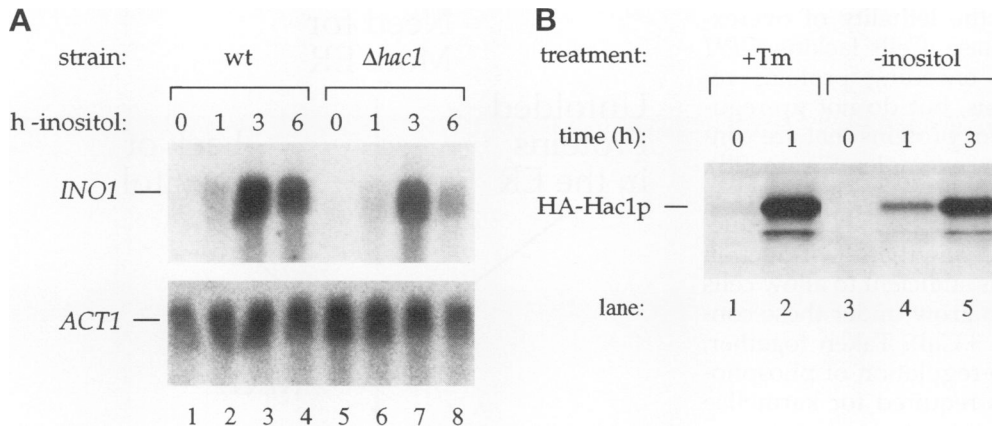 A
strain: wt Δhac1
h -inositol: 0 1 3 6 0 1 3 6
INO1
ACT1
1 2 3 4 5 6 7 8
B
treatment: +Tm -inositol
time (h): 0 1 0 1 3
HA-Hac1p
lane: 1 2 3 4 5